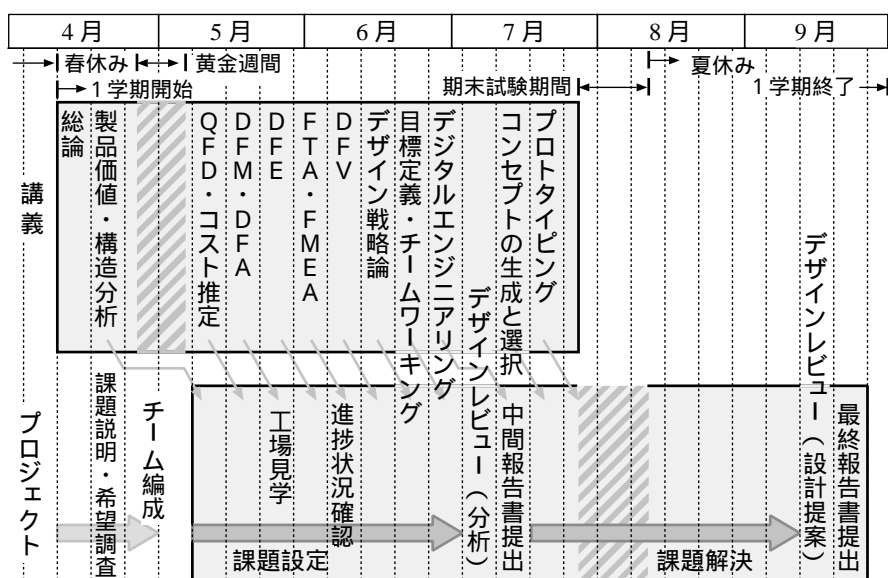 4月
5月
6月
7月
8月
9月
春休み
黄金週間
夏休み
1学期開始
期末試験期間
1学期終了
講義
総論
製品価値・構造分析
QFD・コスト推定
DFM・DFA
DFE
FTA・FMEA
DFV
デザイン戦略論
目標定義・チームワーキング
デジタルエンジニアリング
デザインレビュー(分析)
コンセプトの生成と選択
プロトタイピング
デザインレビュー(設計提案)
プロジェクト
課題説明・希望調査
チーム編成
工場見学
進捗状況確認
中間報告書提出
最終報告書提出
課題設定
課題解決